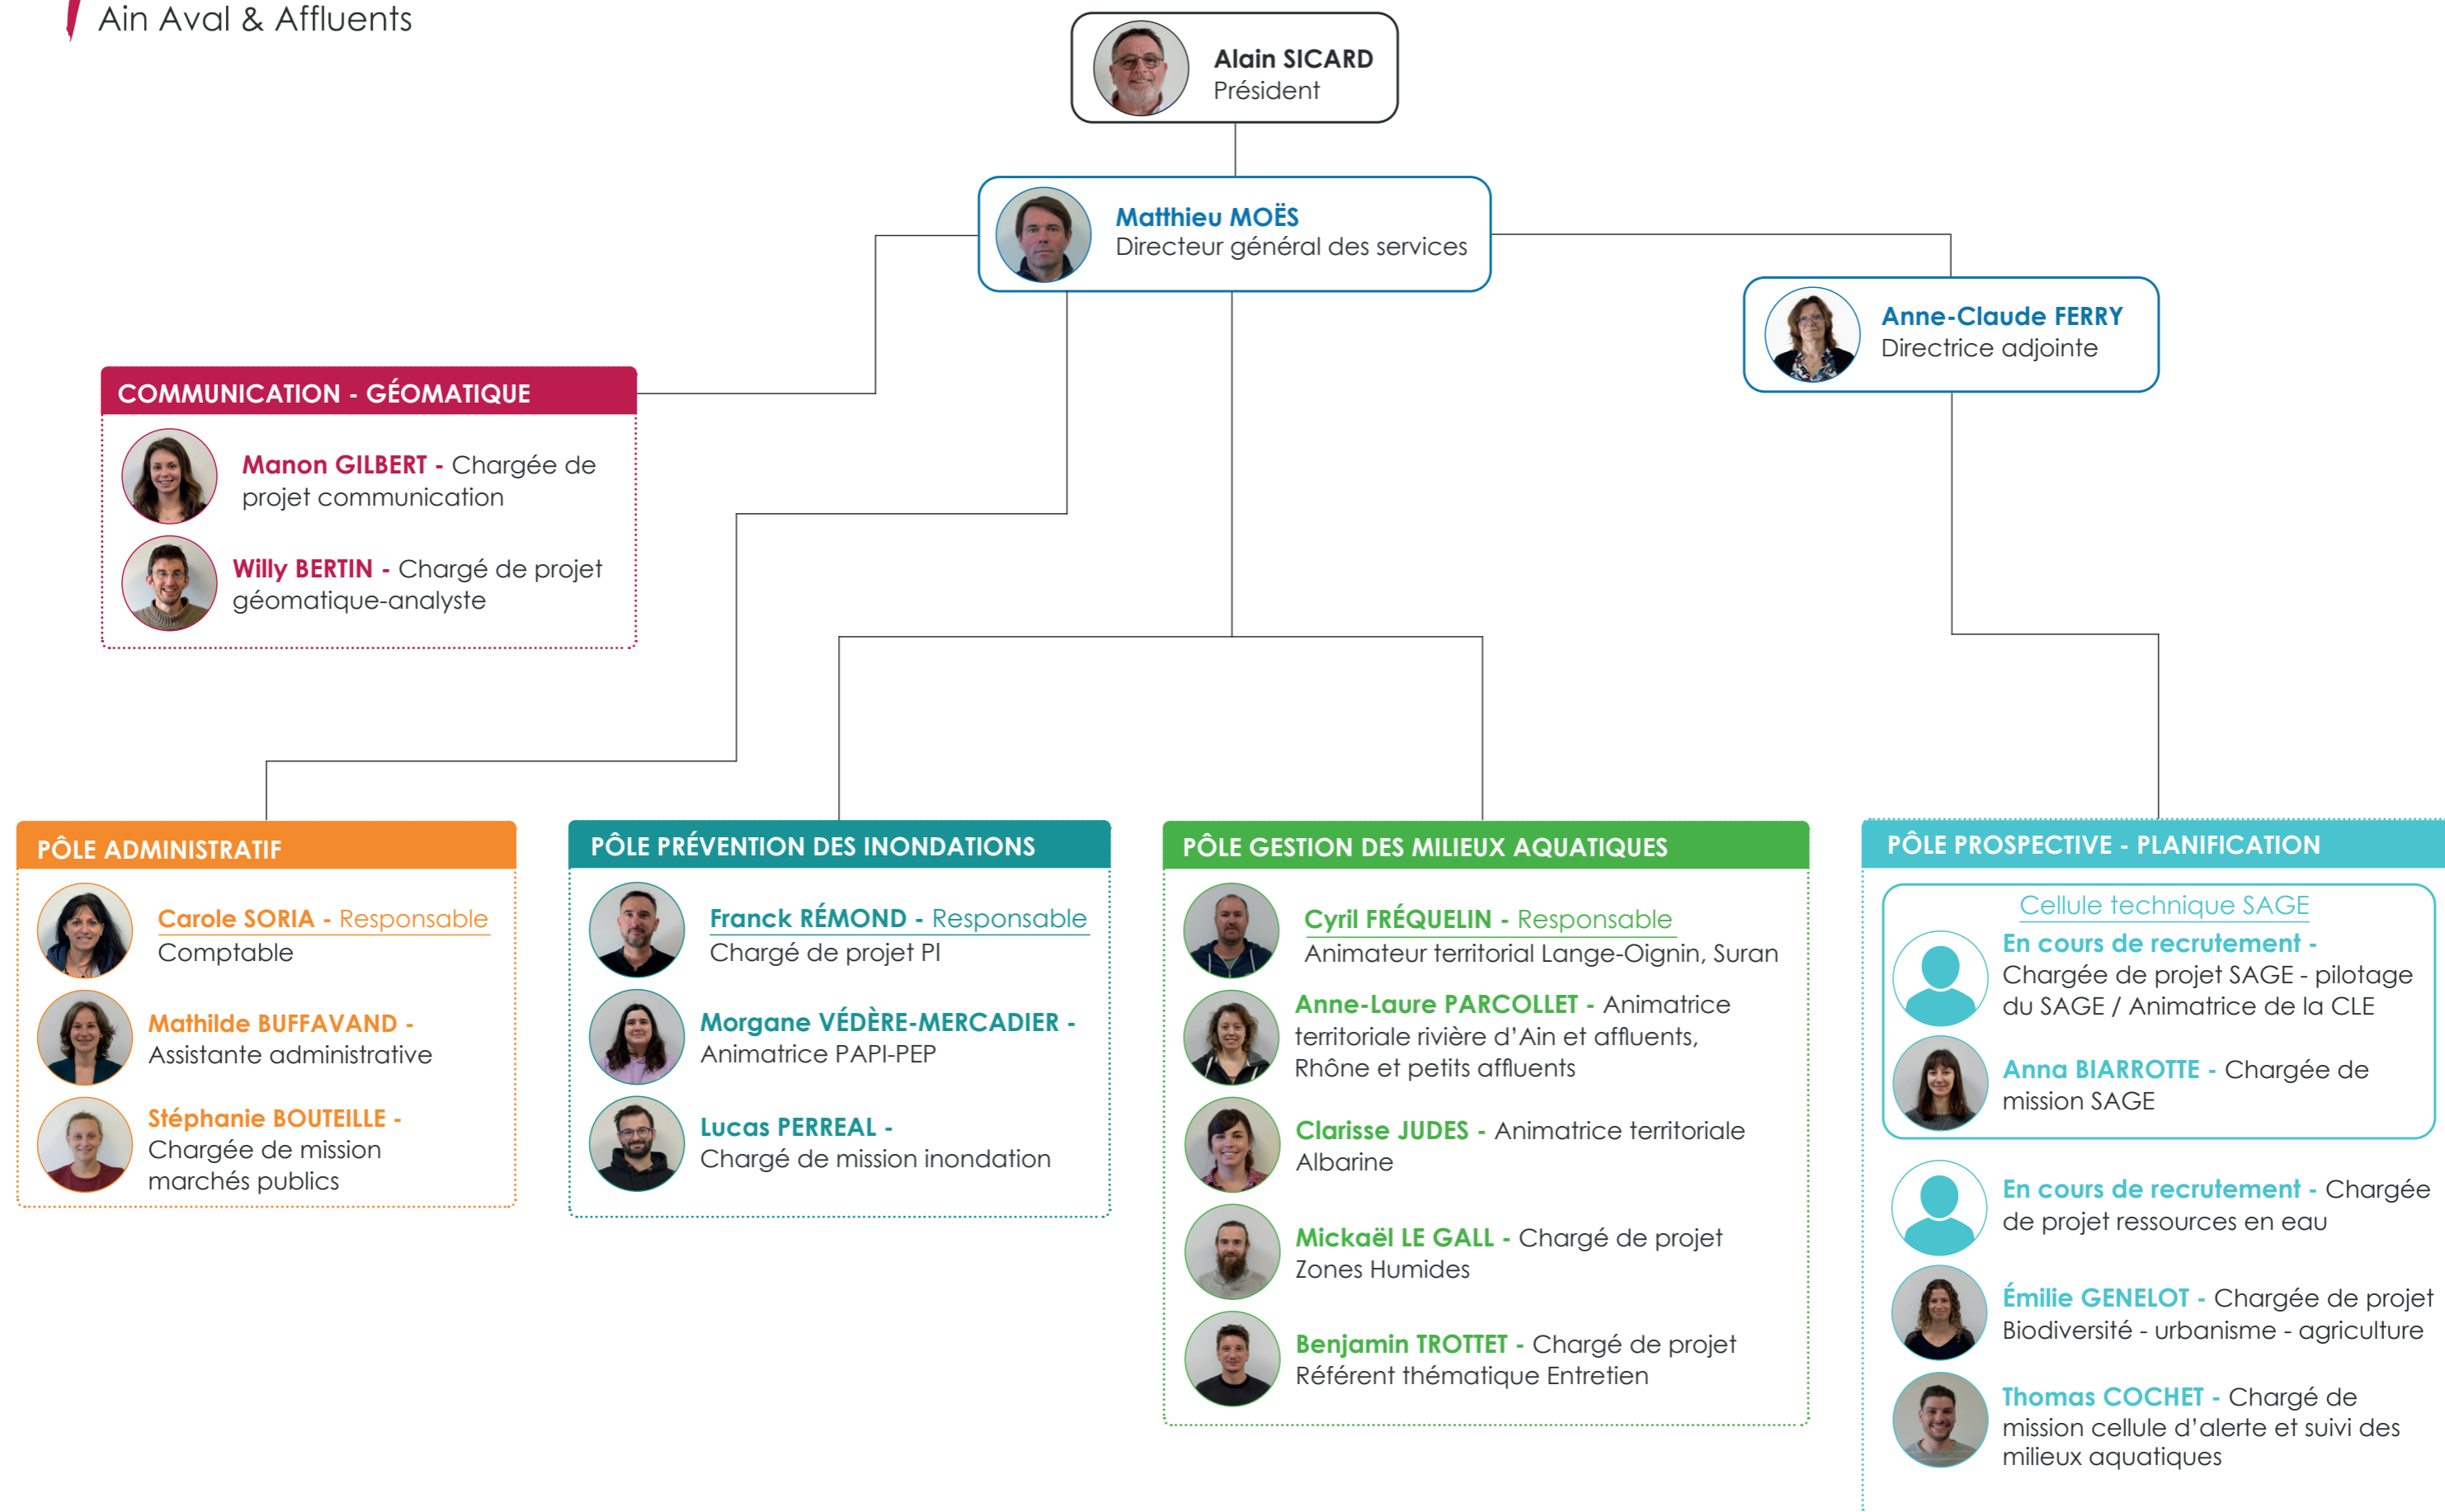 Ain Aval & Affluents
Alain SICARD
Président
Matthieu MOËS
Directeur général des services
Anne-Claude FERRY
Directrice adjointe
COMMUNICATION - GÉOMATIQUE
Manon GILBERT - Chargée de
projet communication
Willy BERTIN - Chargé de projet
géomatique-analyste
PÔLE ADMINISTRATIF
Carole SORIA - Responsable
Comptable
Mathilde BUFFAVAND -
Assistante administrative
Stéphanie BOUTEILLE -
Chargée de mission
marchés publics
PÔLE PRÉVENTION DES INONDATIONS
Franck RÉMOND - Responsable
Chargé de projet PI
Morgane VÉDÈRE-MERCADIER -
Animatrice PAPI-PEP
Lucas PERREAL -
Chargé de mission inondation
PÔLE GESTION DES MILIEUX AQUATIQUES
Cyril FRÉQUELIN - Responsable
Animateur territorial Lange-Oignin, Suran
Anne-Laure PARCOLLET - Animatrice
territoriale rivière d'Ain et affluents,
Rhône et petits affluents
Clarisse JUDES - Animatrice territoriale
Albarine
Mickaël LE GALL - Chargé de projet
Zones Humides
Benjamin TROTTET - Chargé de projet
Référent thématique Entretien
PÔLE PROSPECTIVE - PLANIFICATION
Cellule technique SAGE
En cours de recrutement -
Chargée de projet SAGE - pilotage
du SAGE / Animatrice de la CLE
Anna BIARROTTE - Chargée de
mission SAGE
En cours de recrutement - Chargée
de projet ressources en eau
Émilie GENELOT - Chargée de projet
Biodiversité - urbanisme - agriculture
Thomas COCHET - Chargé de
mission cellule d'alerte et suivi des
milieux aquatiques